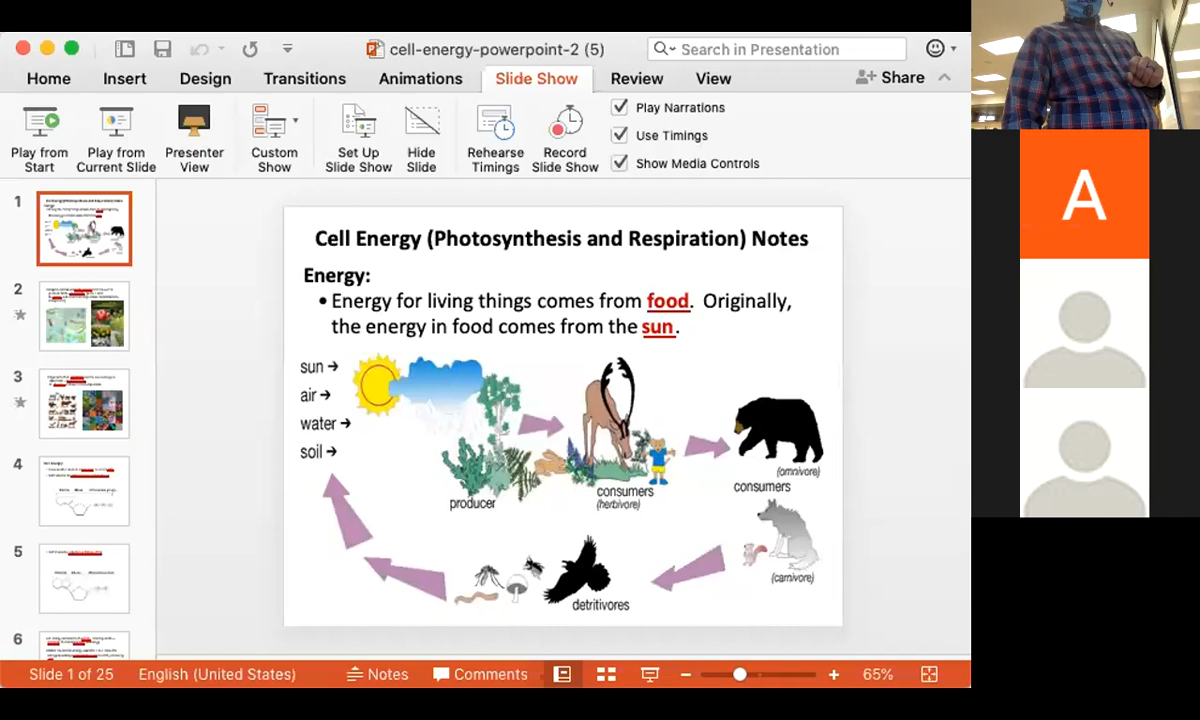 cell-energy-powerpoint-2 (5)
Search in Presentation
Home Insert Design Transitions Animations Slide Show Review View Share
Play from Start
Play from Current Slide
Presenter View
Custom Show
Set Up Slide Show
Hide Slide
Rehearse Timings
Record Slide Show
Play Narrations
Use Timings
Show Media Controls
1
2
3
4
5
6
Cell Energy (Photosynthesis and Respiration) Notes
Energy:
• Energy for living things comes from food. Originally,
the energy in food comes from the sun.
sun →
air →
water →
soil →
producer
consumers
(herbivore)
(omnivore)
consumers
(carnivore)
detritivores
A
Slide 1 of 25 English (United States) Notes Comments 65%